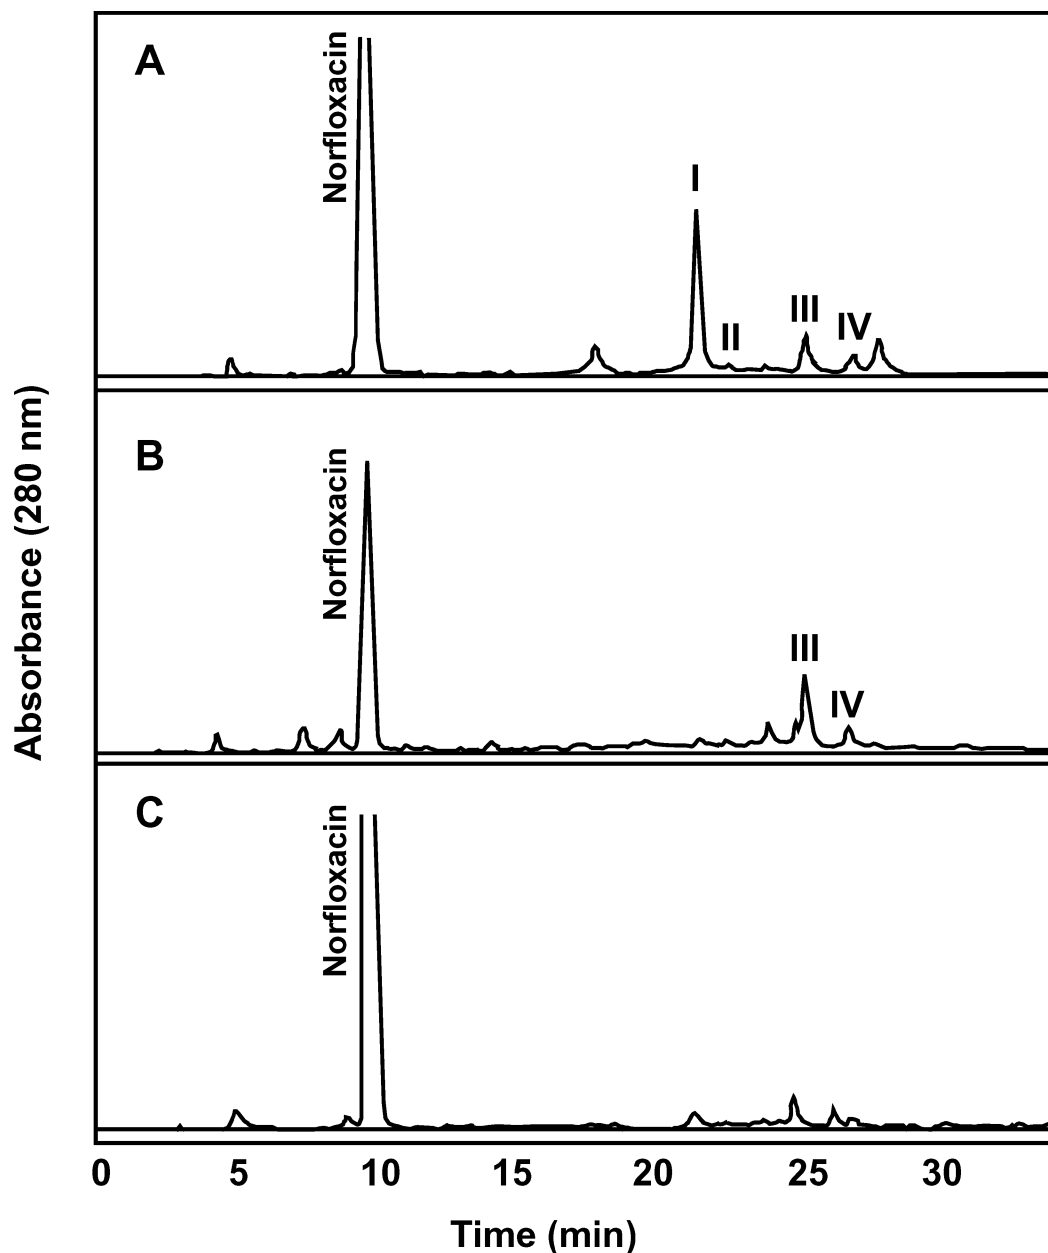 A
Norfloxacin
I
II
III
IV
B
Norfloxacin
III
IV
C
Norfloxacin
Absorbance (280 nm)
0 5 10 15 20 25 30
Time (min)